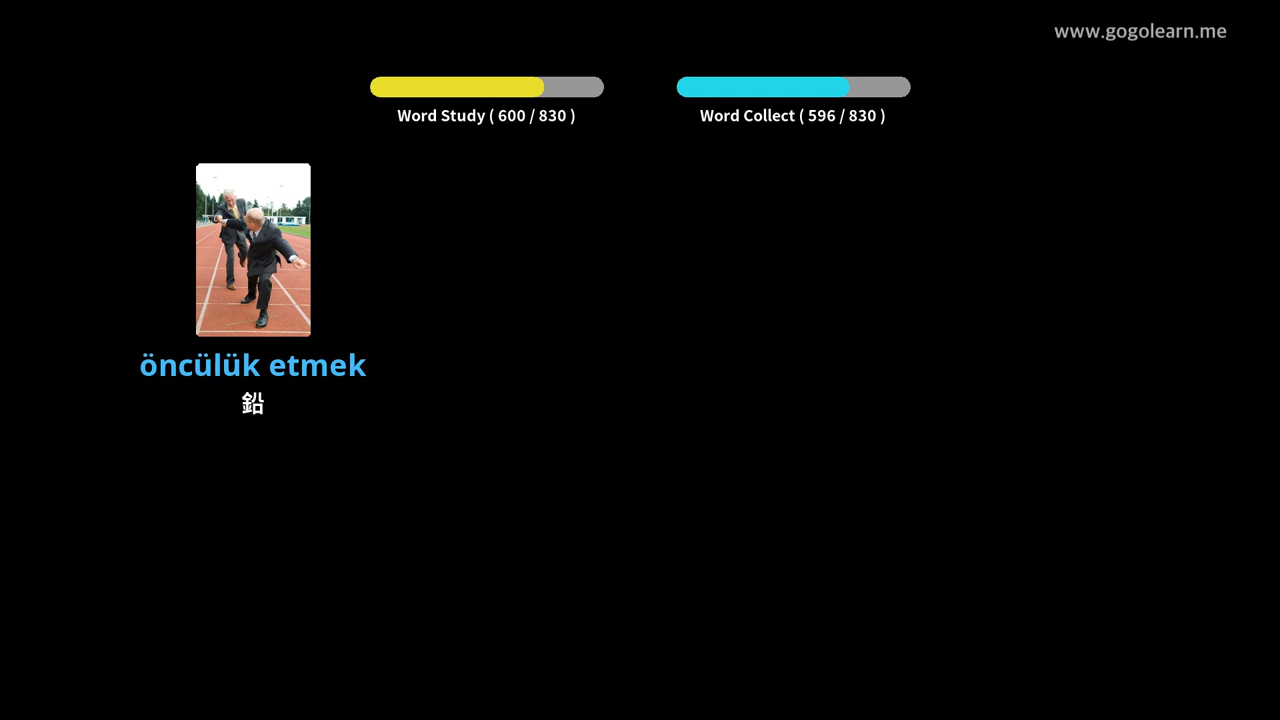 www.gogolearn.me
Word Study ( 600 / 830 )
Word Collect ( 596 / 830 )
öncülük etmek
鉛